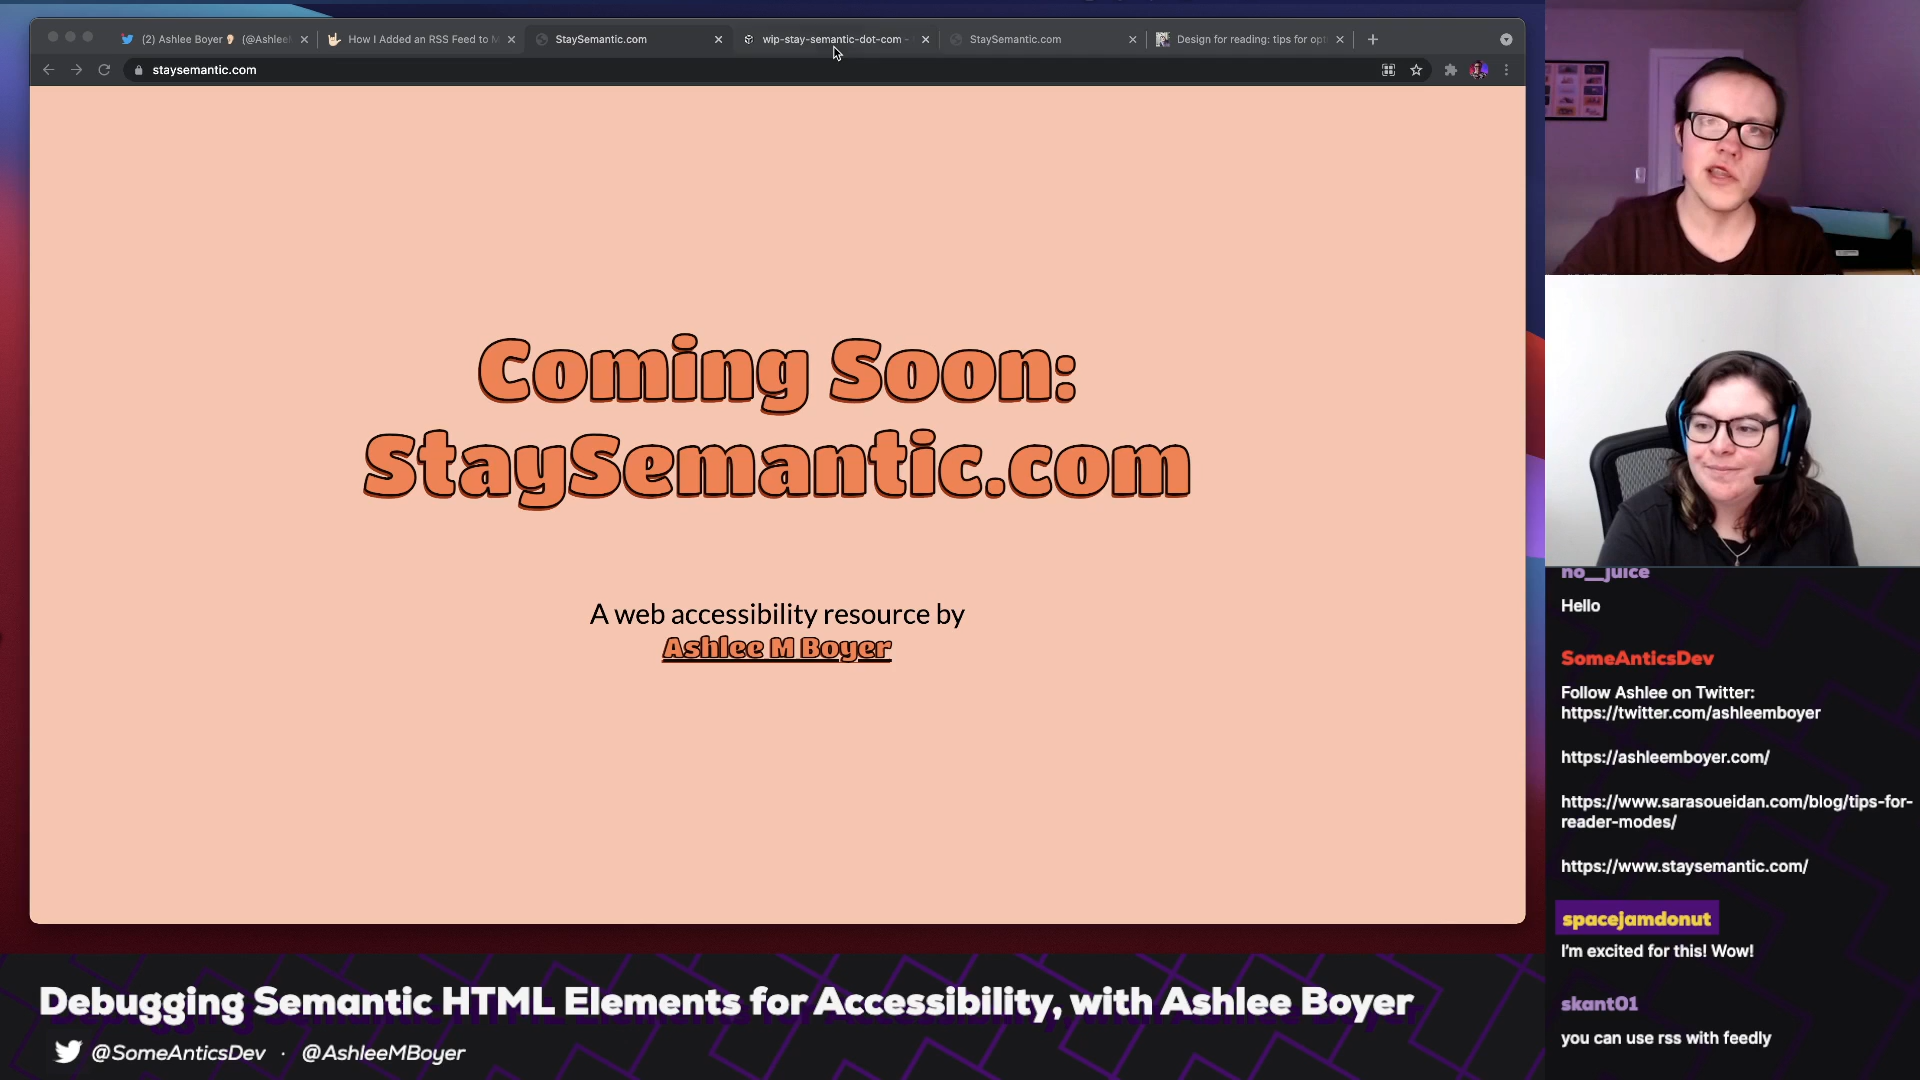 (2) Ashlee Boyer
(@Ashlee
How I Added an RSS Feed to M
StaySemantic.com
wip-stay-semantic-dot-com -
StaySemantic.com
Design for reading: tips for opt
staysemantic.com
Coming Soon:
StaySemantic.com
A web accessibility resource by
Ashlee M Boyer
no__juice
Hello
SomeAnticsDev
Follow Ashlee on Twitter:
https://twitter.com/ashleemboyer
https://ashleemboyer.com/
https://www.sarasoueidan.com/blog/tips-for-
reader-modes/
https://www.staysemantic.com/
spacejamdonut
I'm excited for this! Wow!
skant01
you can use rss with feedly
Debugging Semantic HTML Elements for Accessibility, with Ashlee Boyer
@SomeAnticsDev · @AshleeMBoyer